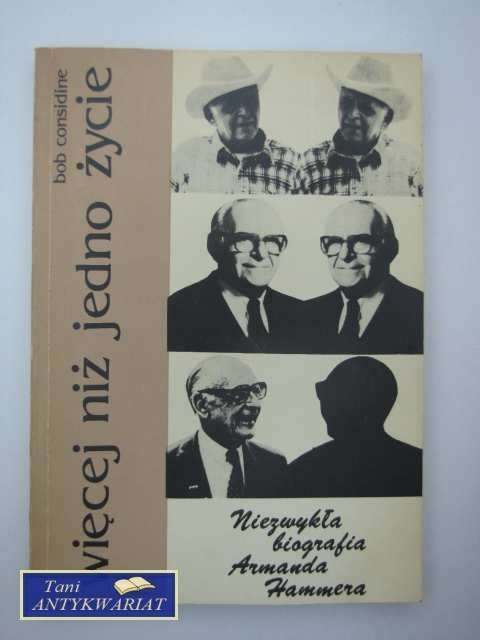 bob considine
więcej niż jedno życie
Niezwykła
biografia
Armanda
Hammera
Tani
ANTYKWARIAT